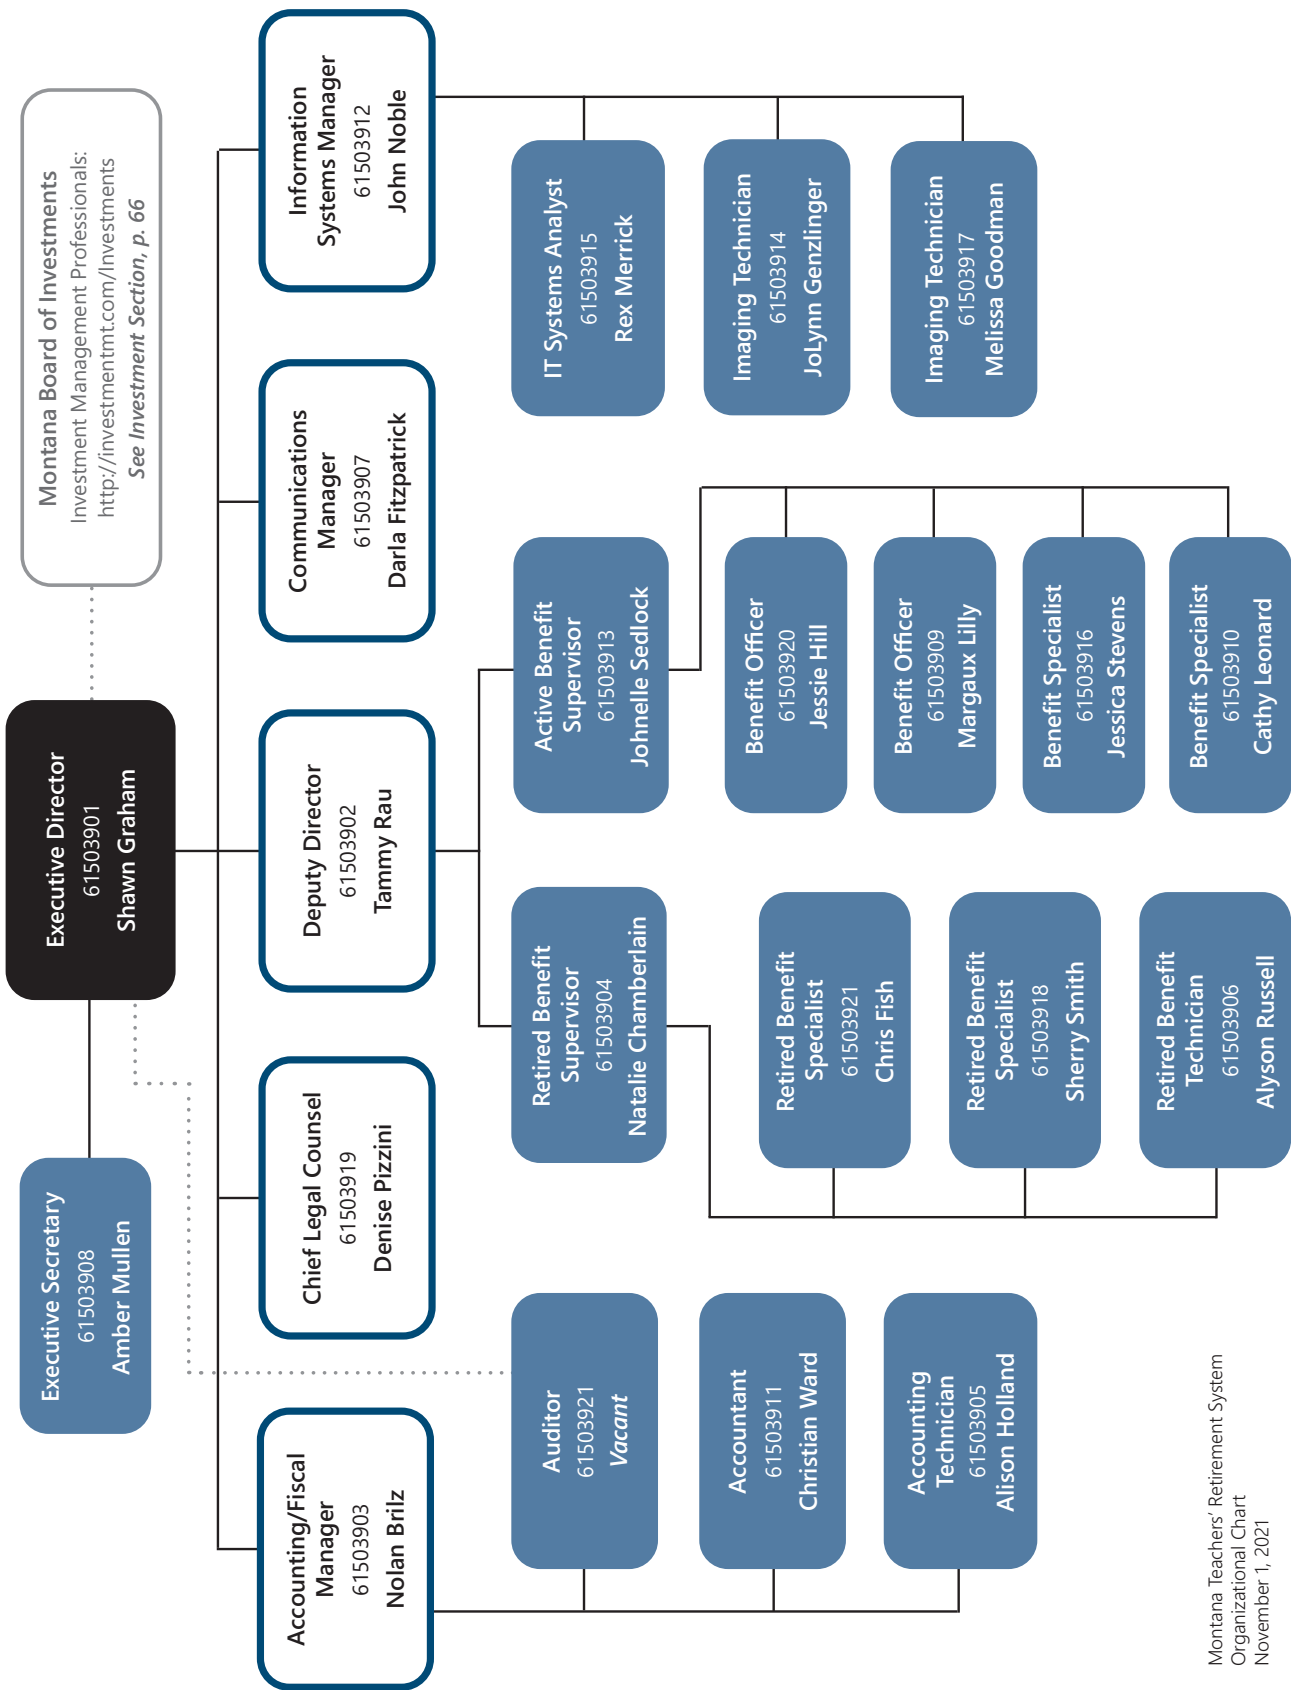 Executive Director
61503901
Shawn Graham
Montana Board of Investments
Investment Management Professionals:
http://investmentmt.com/Investments
See Investment Section, p. 66
Executive Secretary
61503908
Amber Mullen
Accounting/Fiscal
Manager
61503903
Nolan Brilz
Chief Legal Counsel
61503919
Denise Pizzini
Deputy Director
61503902
Tammy Rau
Communications
Manager
61503907
Darla Fitzpatrick
Information
Systems Manager
61503912
John Noble
Auditor
61503921
Vacant
Accountant
61503911
Christian Ward
Accounting
Technician
61503905
Alison Holland
Retired Benefit
Supervisor
61503904
Natalie Chamberlain
Retired Benefit
Specialist
61503921
Chris Fish
Retired Benefit
Specialist
61503918
Sherry Smith
Retired Benefit
Technician
61503906
Alyson Russell
Active Benefit
Supervisor
61503913
Johnelle Sedlock
Benefit Officer
61503920
Jessie Hill
Benefit Officer
61503909
Margaux Lilly
Benefit Specialist
61503916
Jessica Stevens
Benefit Specialist
61503910
Cathy Leonard
IT Systems Analyst
61503915
Rex Merrick
Imaging Technician
61503914
JoLynn Genzlinger
Imaging Technician
61503917
Melissa Goodman
Montana Teachers' Retirement System
Organizational Chart
November 1, 2021